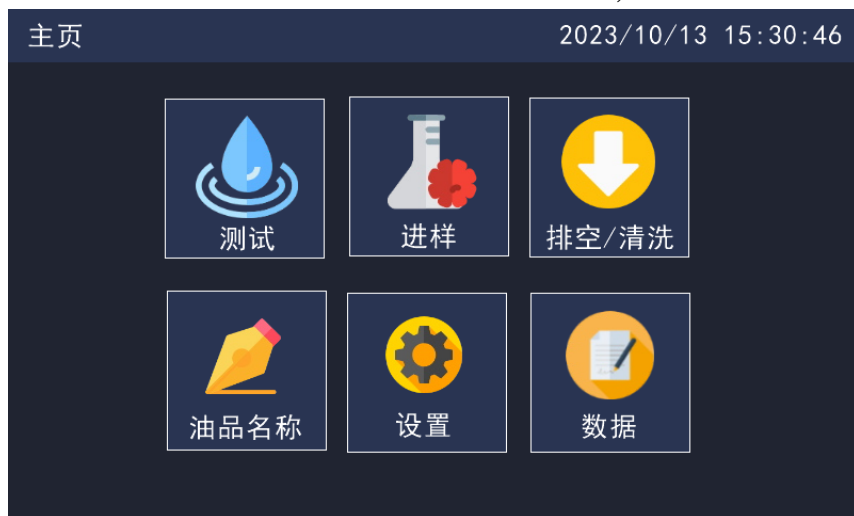 主页 2023/10/13 15:30:46
测试 进样 排空/清洗
油品名称 设置 数据